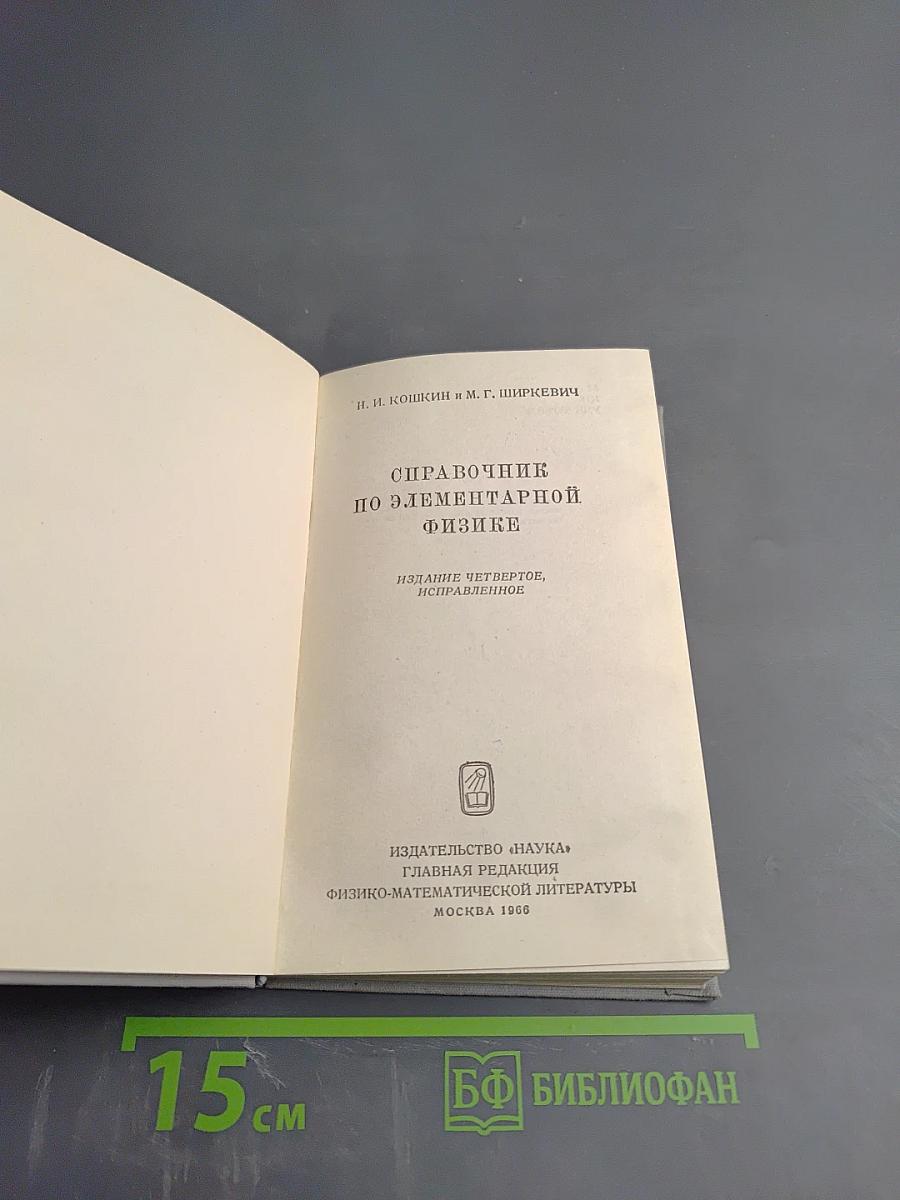 Н. И. КОШКИН и М. Г. ШИРКЕВИЧ
СПРАВОЧНИК
ПО ЭЛЕМЕНТАРНОЙ
ФИЗИКЕ
ИЗДАНИЕ ЧЕТВЕРТОЕ,
ИСПРАВЛЕННОЕ
ИЗДАТЕЛЬСТВО «НАУКА»
ГЛАВНАЯ РЕДАКЦИЯ
ФИЗИКО-МАТЕМАТИЧЕСКОЙ ЛИТЕРАТУРЫ
МОСКВА 1966
15 см
БФ БИБЛИОФАН